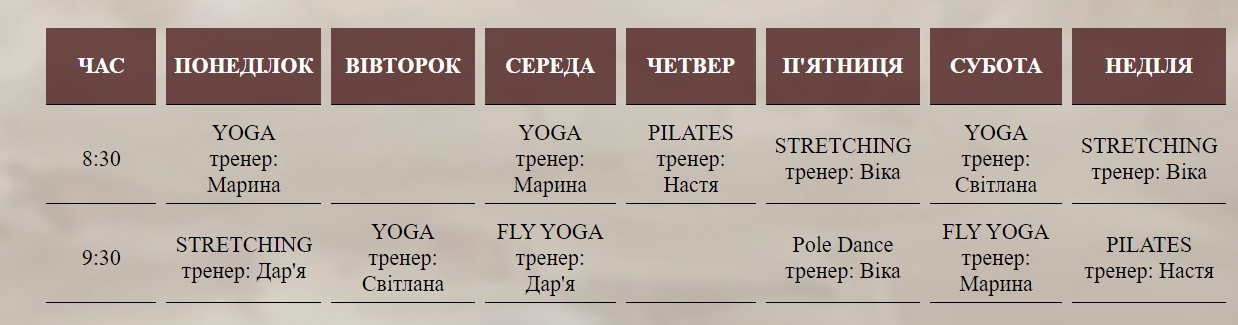 ЧАС ПОНЕДІЛОК ВІВТОРОК СЕРЕДА ЧЕТВЕР П'ЯТНИЦЯ СУБОТА НЕДІЛЯ
8:30
YOGA
тренер:
Марина
YOGA
тренер:
Марина
PILATES
тренер:
Настя
STRETCHING
тренер: Віка
YOGA
тренер:
Світлана
STRETCHING
тренер: Віка
9:30
STRETCHING
тренер: Дар'я
YOGA
тренер:
Світлана
FLY YOGA
тренер:
Дар'я
Pole Dance
тренер: Віка
FLY YOGA
тренер:
Марина
PILATES
тренер: Настя